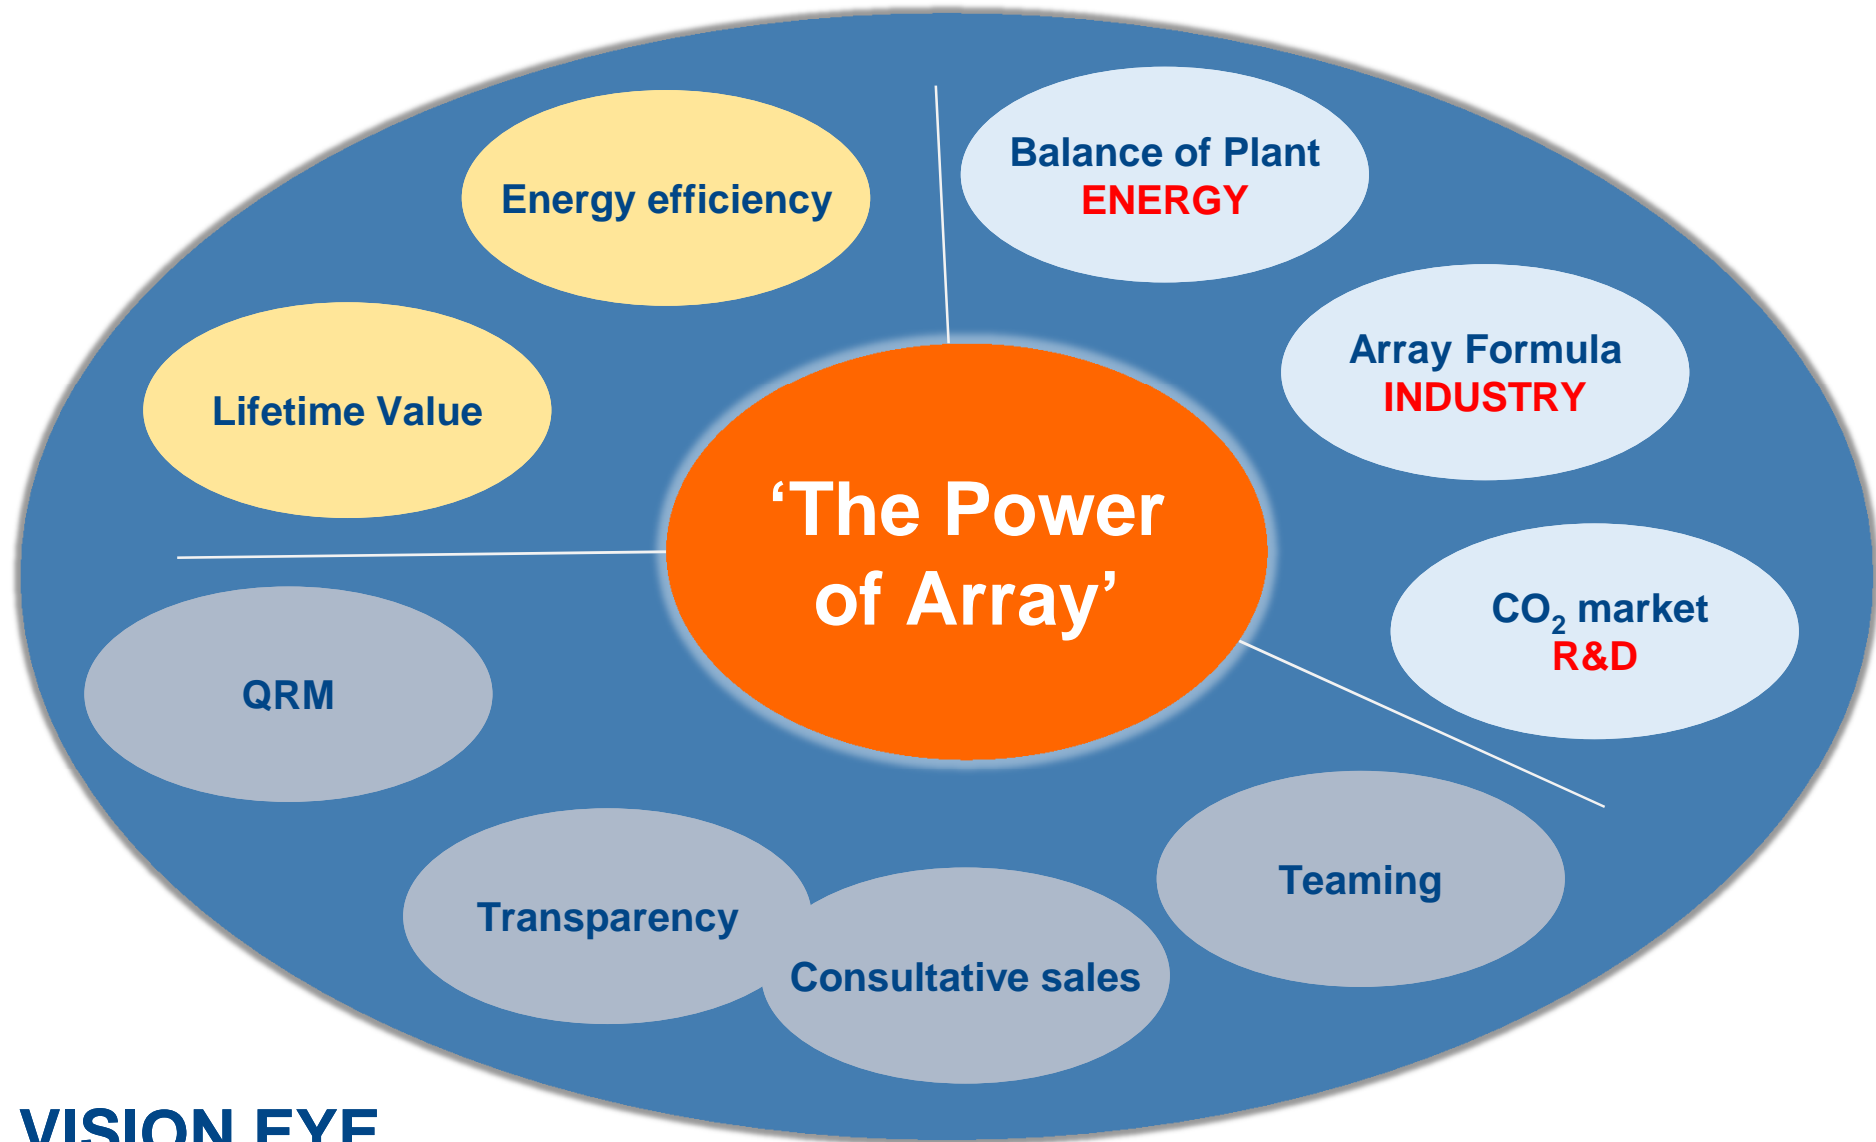 Balance of Plant
ENERGY
Energy efficiency
Array Formula
INDUSTRY
Lifetime Value
‘The Power
of Array’
CO₂ market
R&D
QRM
Teaming
Transparency
Consultative sales
VISION EYE